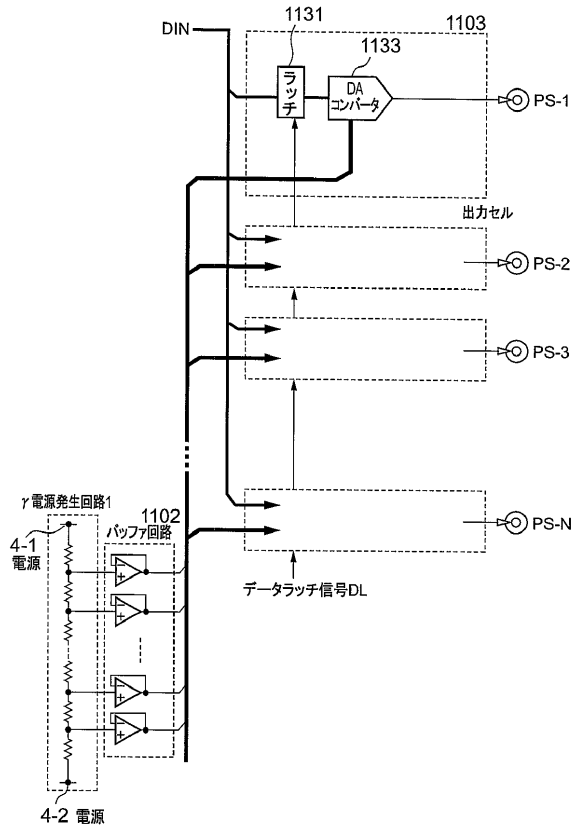 1131
1103
DIN
1133
ラッチ
DA
コンバータ
PS-1
出力セル
PS-2
PS-3
PS-N
データラッチ信号DL
γ電源発生回路1
1102
バッファ回路
4-1
電源
4-2 電源